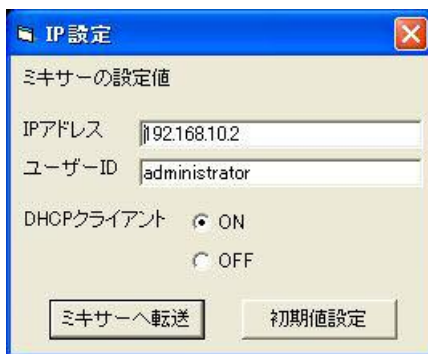 IP設定
ミキサーの設定値
IPアドレス 192.168.10.2
ユーザーID administrator
DHCPクライアント ON
OFF
ミキサーへ転送 初期値設定